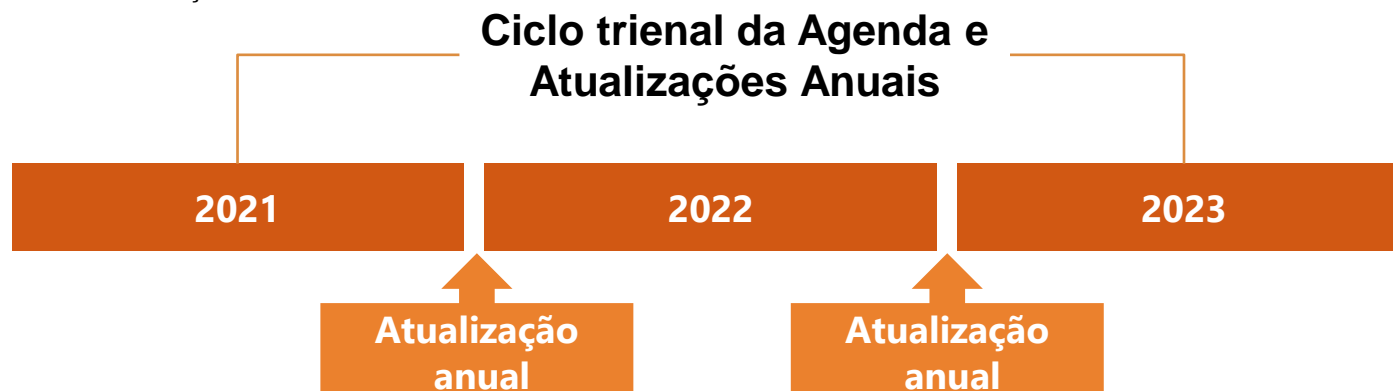 Ciclo trienal da Agenda e
Atualizações Anuais
2021
2022
2023
Atualização
anual
Atualização
anual